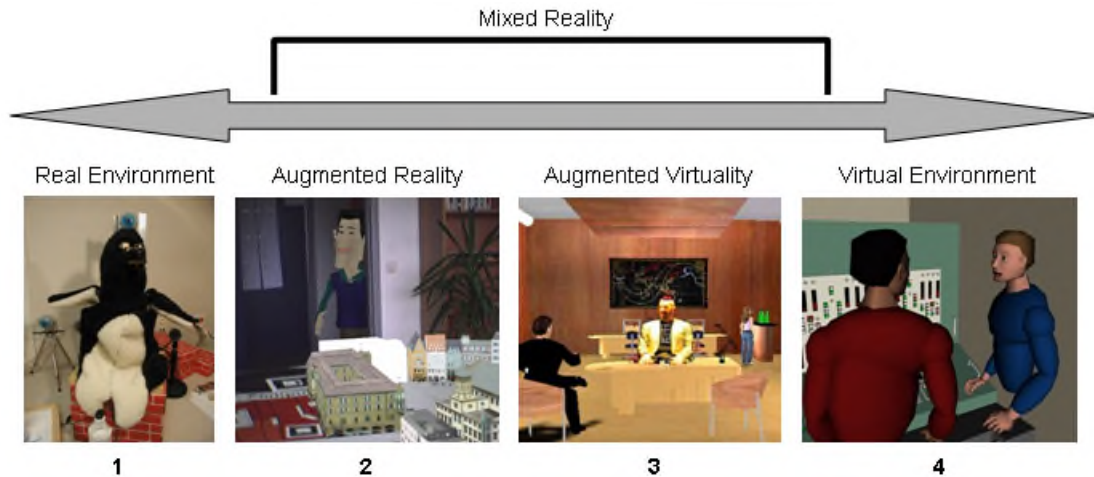 Mixed Reality
Real Environment
Augmented Reality
Augmented Virtuality
Virtual Environment
1
2
3
4